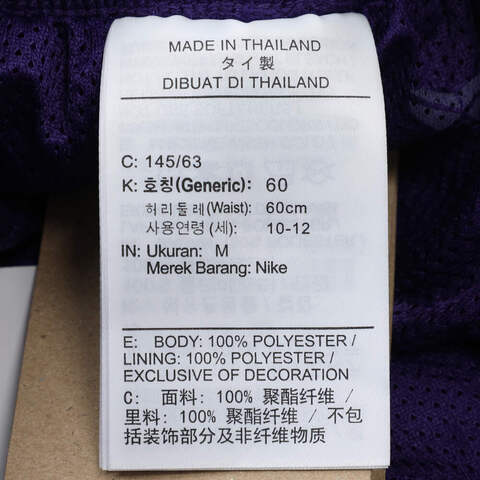 MADE IN THAILAND
タイ製
DIBUAT DI THAILAND
C: 145/63
K: 호칭(Generic): 60
허리둘레(Waist): 60cm
사용연령(세): 10-12
IN: Ukuran: M
Merek Barang: Nike
E: BODY: 100% POLYESTER /
LINING: 100% POLYESTER /
EXCLUSIVE OF DECORATION
C: 面料: 100% 聚酯纤维 /
里料: 100% 聚酯纤维 / 不包
括装饰部分及非纤维物质